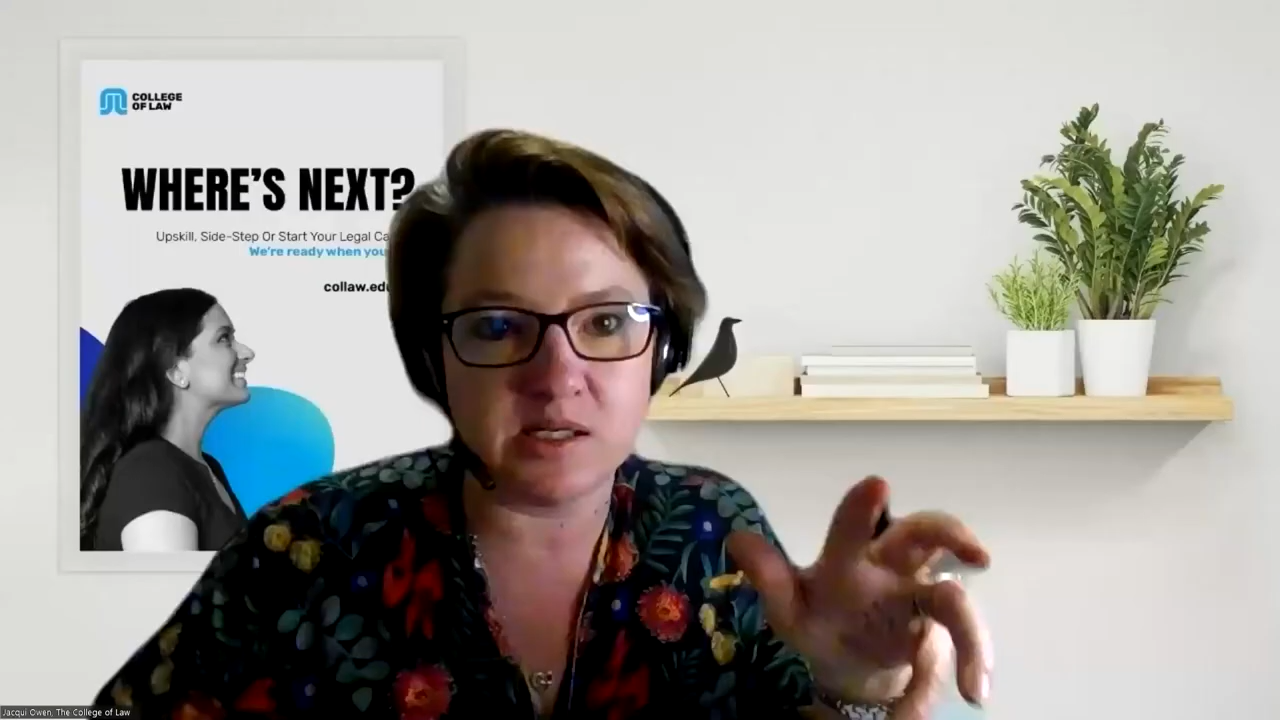 COLLEGE
OF LAW
WHERE'S NEXT?
Upskill, Side-Step Or Start Your Legal
We're ready when you
collaw.edu
Jacqui Owen, The College of Law